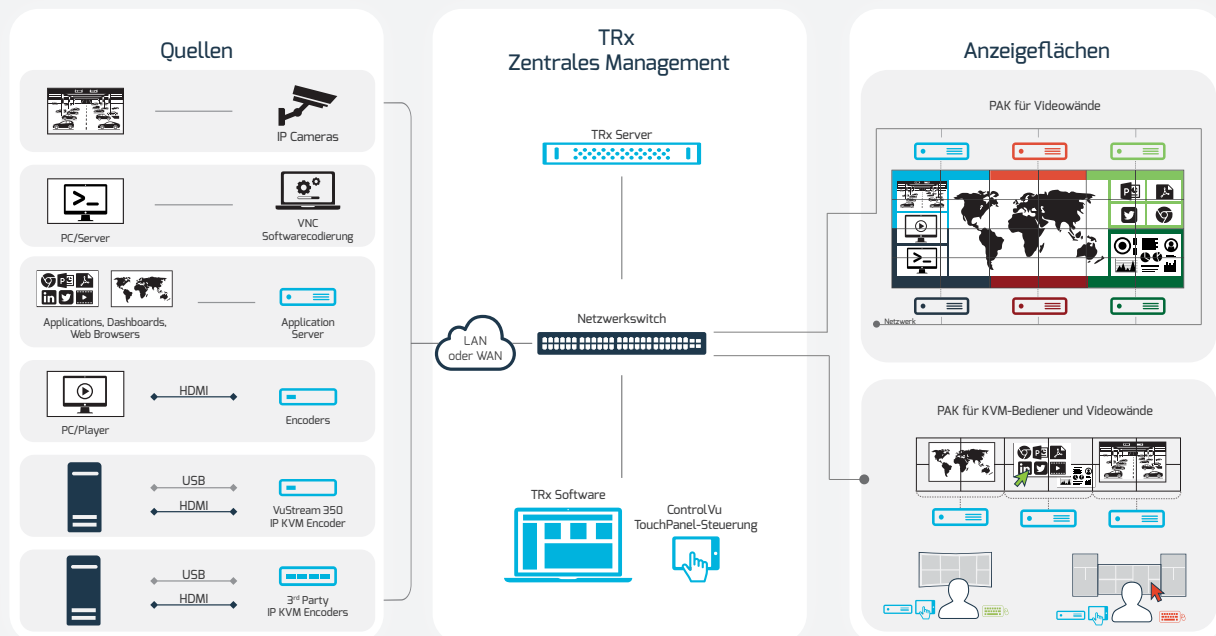 Quellen
IP Cameras
PC/Server
VNC
Softwarecodierung
Applications, Dashboards,
Web Browsers
Application
Server
HDMI
PC/Player
Encoders
USB
HDMI
VuStream 350
IP KVM Encoder
USB
HDMI
3rd Party
IP KVM Encoders
TRx
Zentrales Management
TRx Server
LAN
oder WAN
Netzwerkswitch
TRx Software
ControlVu
TouchPanel-Steuerung
Anzeigeflächen
PAK für Videowände
Netzwerk
PAK für KVM-Bediener und Videowände